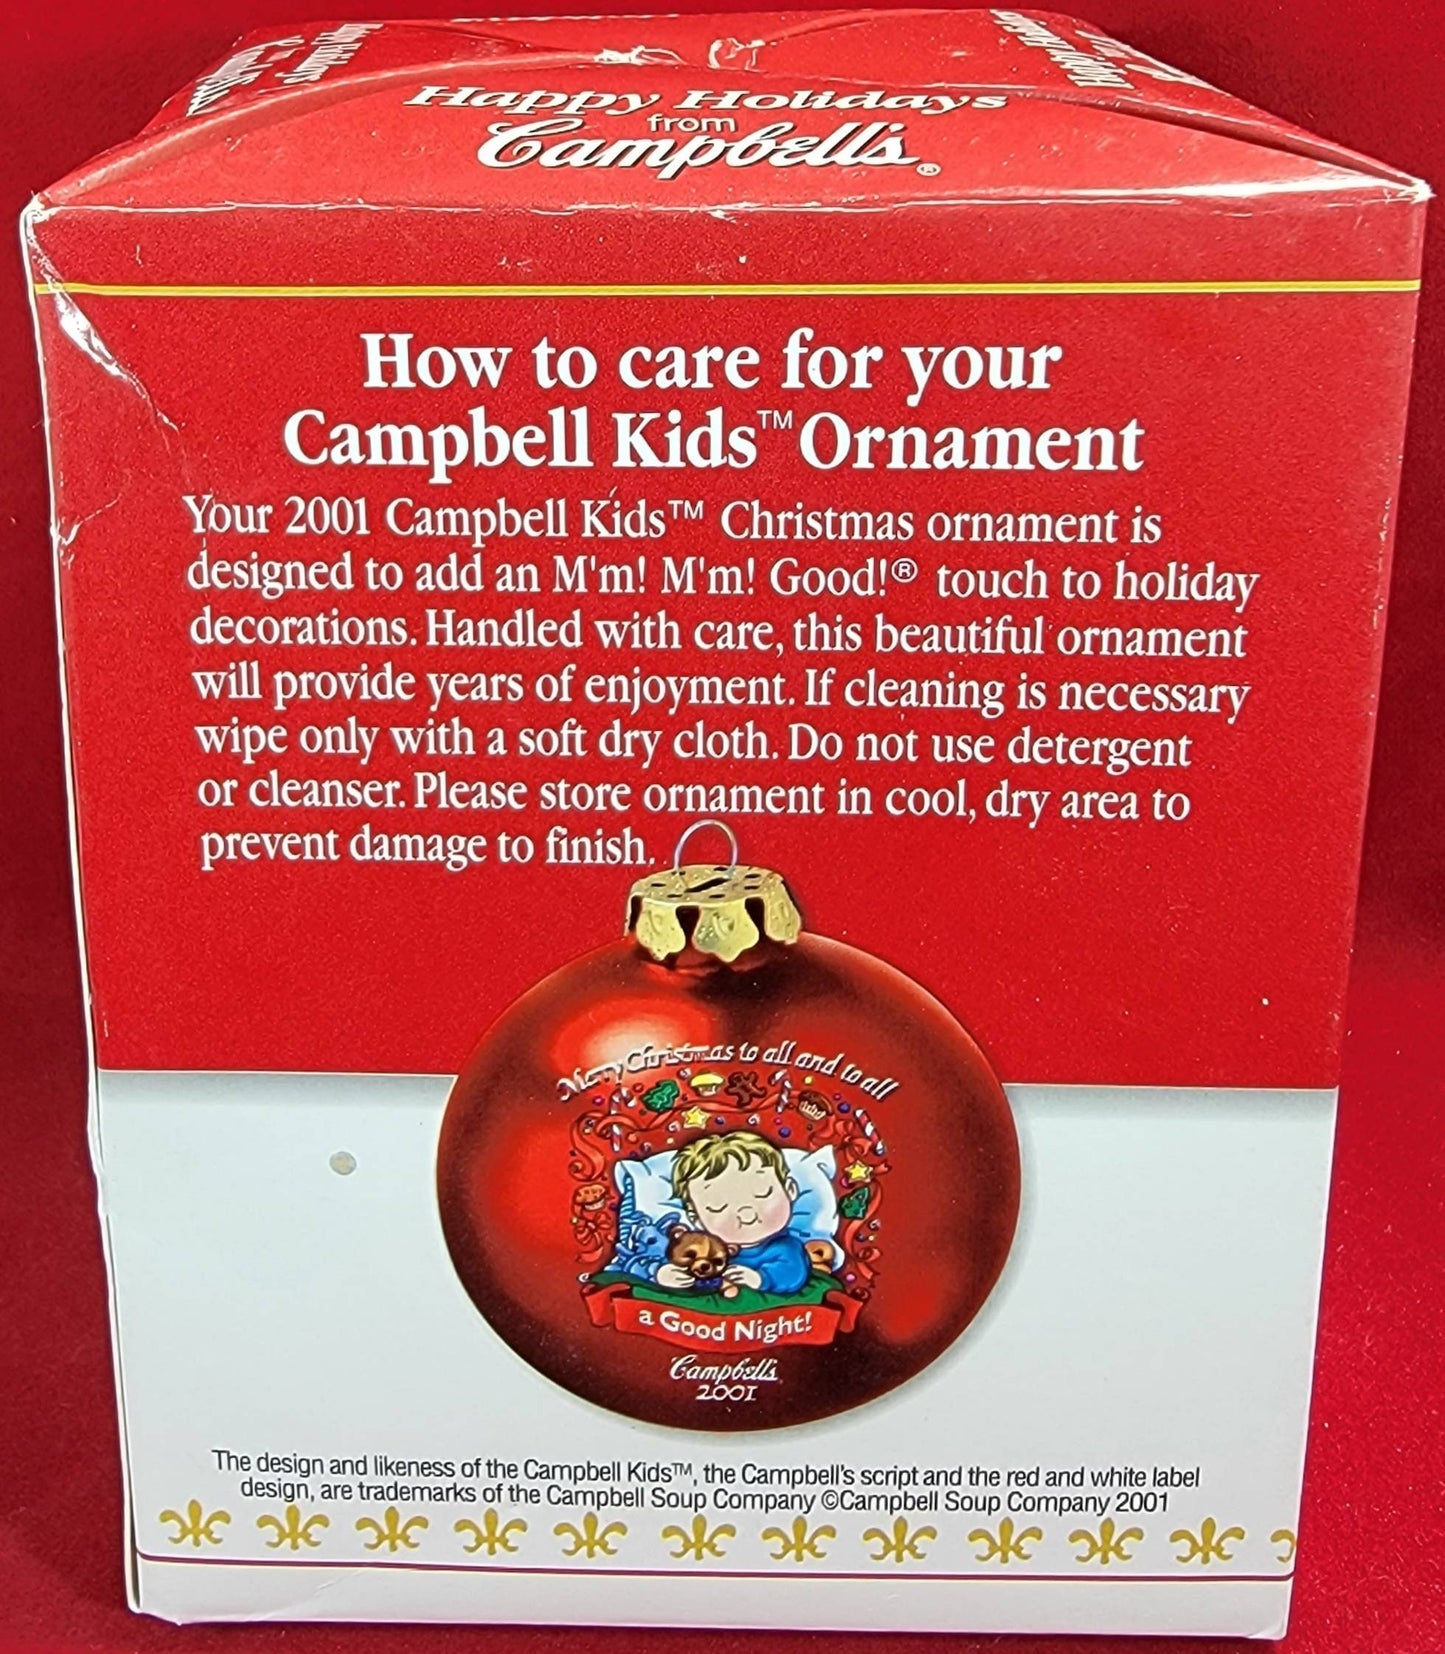 Happy Holidays
from
Campbell's®
How to care for your
Campbell Kids™ Ornament
Your 2001 Campbell Kids™ Christmas ornament is
designed to add an M'm! M'm! Good!® touch to holiday
decorations. Handled with care, this beautiful ornament
will provide years of enjoyment. If cleaning is necessary
wipe only with a soft dry cloth. Do not use detergent
or cleanser. Please store ornament in cool, dry area to
prevent damage to finish.
Merry Christmas to all and to all
a Good Night!
Campbell's
2001
The design and likeness of the Campbell Kids™, the Campbell's script and the red and white label
design, are trademarks of the Campbell Soup Company ©Campbell Soup Company 2001